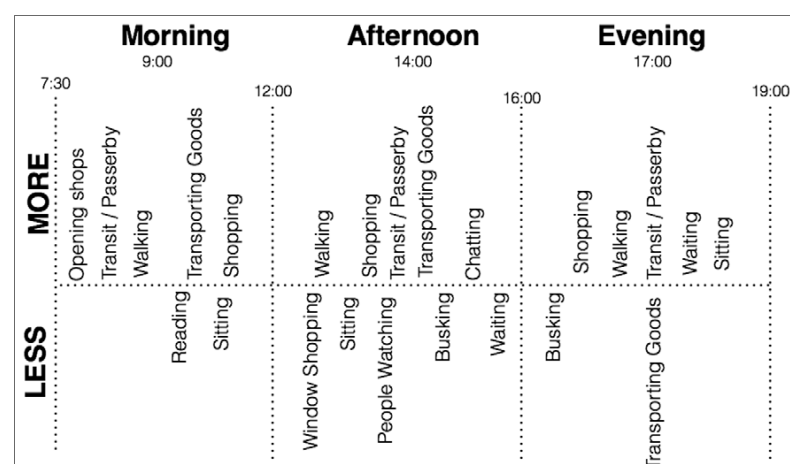 Morning
Afternoon
Evening
9:00
14:00
17:00
7:30
12:00
16:00
19:00
MORE
Opening shops
Transit / Passerby
Walking
Transporting Goods
Shopping
Walking
Shopping
Transit / Passerby
Transporting Goods
Chatting
Shopping
Walking
Transit / Passerby
Waiting
Sitting
LESS
Reading
Sitting
Window Shopping
Sitting
People Watching
Busking
Waiting
Busking
Transporting Goods